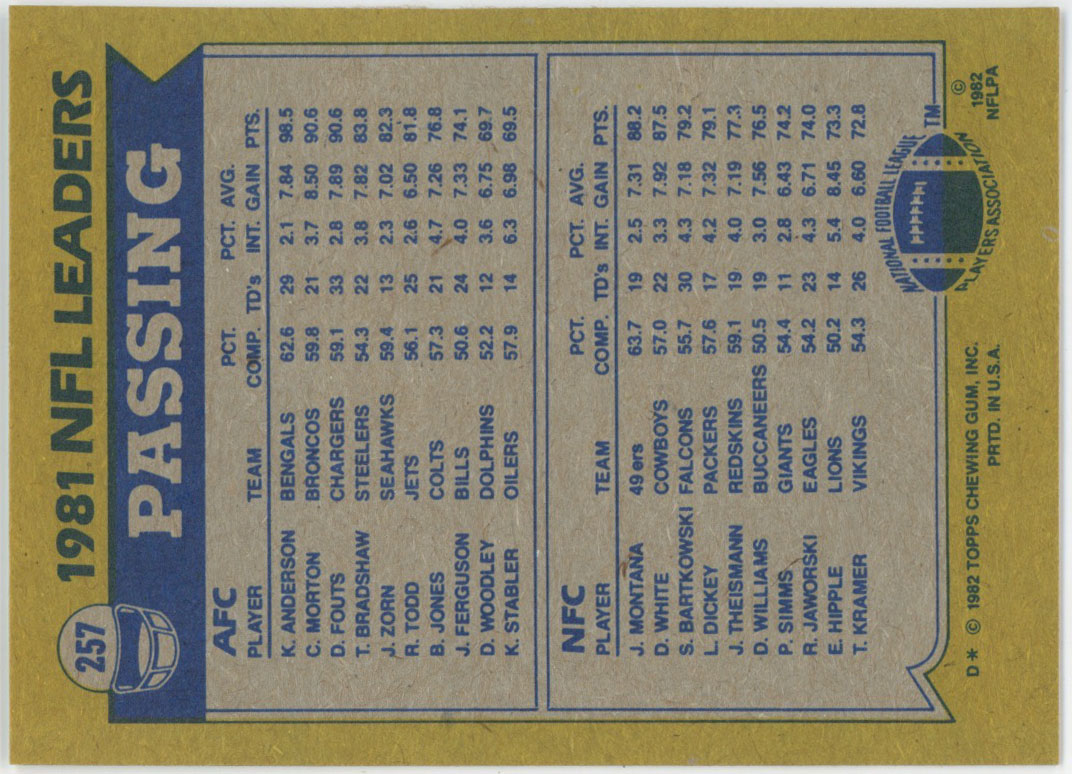 257
1981 NFL LEADERS
PASSING
AFC
PLAYER TEAM PCT. COMP. TD's PCT. INT. AVG. GAIN PTS.
K. ANDERSON BENGALS 62.6 29 2.1 7.84 98.5
C. MORTON BRONCOS 59.8 21 3.7 8.50 90.6
D. FOUTS CHARGERS 59.1 33 2.8 7.89 90.6
T. BRADSHAW STEELERS 54.3 22 3.8 7.82 83.8
J. ZORN SEAHAWKS 59.4 13 2.3 7.02 82.3
R. TODD JETS 56.1 25 2.6 6.50 81.8
B. JONES COLTS 57.3 21 4.7 7.26 76.8
J. FERGUSON BILLS 50.6 24 4.0 7.33 74.1
D. WOODLEY DOLPHINS 52.2 12 3.6 6.75 69.7
K. STABLER OILERS 57.9 14 6.3 6.98 69.5
NFC
PLAYER TEAM PCT. COMP. TD's PCT. INT. AVG. GAIN PTS.
J. MONTANA 49ers 63.7 19 2.5 7.31 88.2
D. WHITE COWBOYS 57.0 22 3.3 7.92 87.5
S. BARTKOWSKI FALCONS 55.7 30 4.3 7.18 79.2
L. DICKEY PACKERS 57.6 17 4.2 7.32 79.1
J. THEISMANN REDSKINS 59.1 19 4.0 7.19 77.3
D. WILLIAMS BUCCANEERS 50.5 19 3.0 7.56 76.5
P. SIMMS GIANTS 54.4 11 2.8 6.43 74.2
R. JAWORSKI EAGLES 54.2 23 4.3 6.71 74.0
E. HIPPLE LIONS 50.2 14 5.4 8.45 73.3
T. KRAMER VIKINGS 54.3 26 4.0 6.60 72.8
NATIONAL FOOTBALL LEAGUE
PLAYERS ASSOCIATION
TM
©
1982
NFLPA
D* © 1982 TOPPS CHEWING GUM, INC.
PRTD. IN U.S.A.